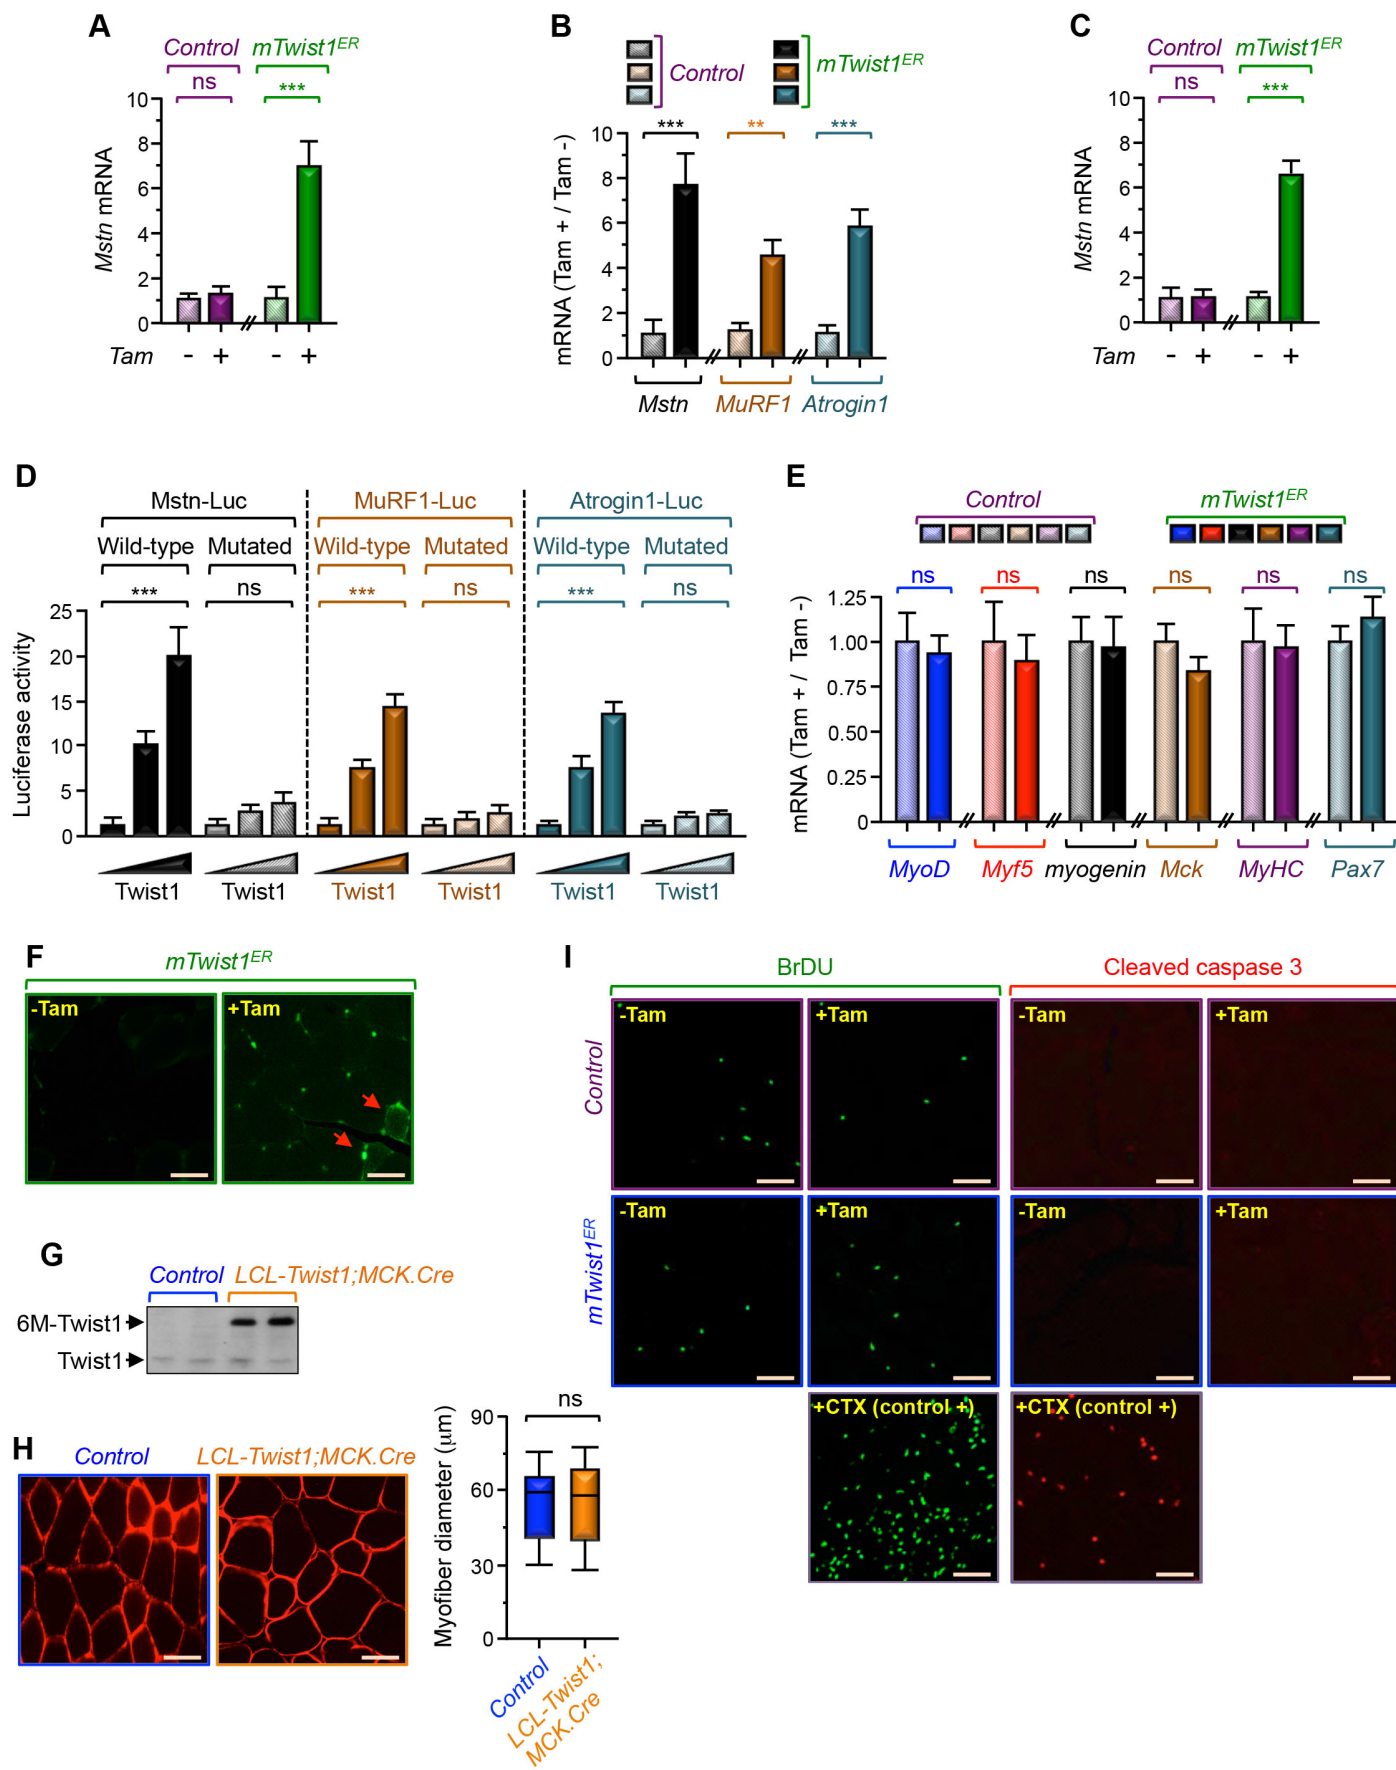 A
Control mTwist1ER
ns ***
10
8
6
4
2
0
Mstn mRNA
Tam - + - +
B
Control mTwist1ER
*** ** ***
10
8
6
4
2
0
mRNA (Tam + / Tam -)
Mstn MuRF1 Atrogin1
C
Control mTwist1ER
ns ***
10
8
6
4
2
0
Mstn mRNA
Tam - + - +
D
Mstn-Luc MuRF1-Luc Atrogin1-Luc
Wild-type Mutated Wild-type Mutated Wild-type Mutated
*** ns *** ns *** ns
25
20
15
10
5
0
Luciferase activity
Twist1 Twist1 Twist1 Twist1 Twist1 Twist1
E
Control mTwist1ER
ns ns ns ns ns ns
1.25
1.00
0.75
0.50
0.25
0
mRNA (Tam + / Tam -)
MyoD Myf5 myogenin Mck MyHC Pax7
F
mTwist1ER
-Tam +Tam
G
Control LCL-Twist1;MCK.Cre
6M-Twist1
Twist1
H
Control LCL-Twist1;MCK.Cre
ns
90
60
30
0
Myofiber diameter (μm)
Control
LCL-Twist1;
MCK.Cre
I
BrDU Cleaved caspase 3
Control
-Tam +Tam -Tam +Tam
mTwist1ER
-Tam +Tam -Tam +Tam
+CTX (control +) +CTX (control +)